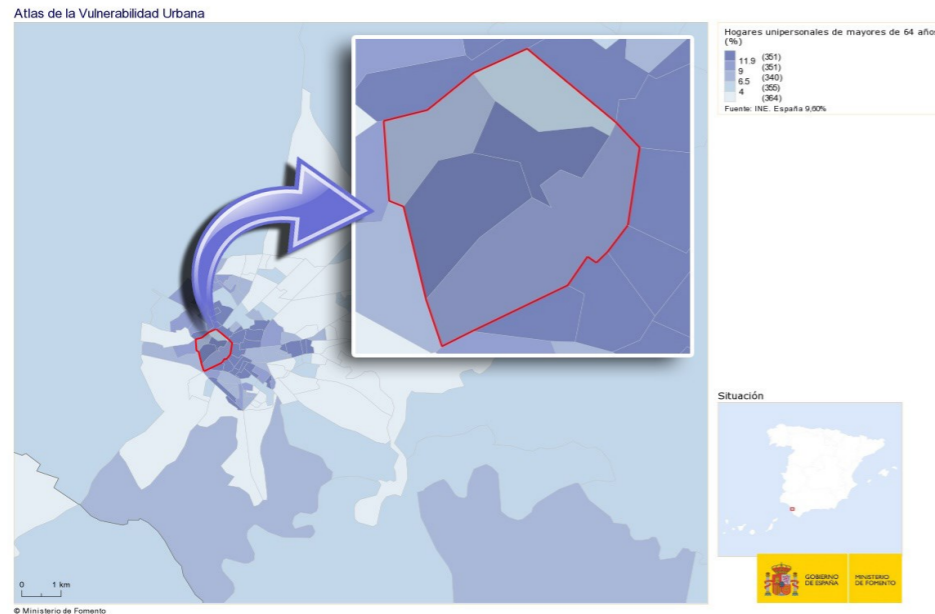 Atlas de la Vulnerabilidad Urbana
Hogares unipersonales de mayores de 64 años
(%)
(351)
11.9
(351)
9
(340)
6.5
(355)
4
(364)
Fuente: INE. España 9,60%
Situación
GOBIERNO
DE ESPAÑA
MINISTERIO
DE FOMENTO
0 1 km
© Ministerio de Fomento